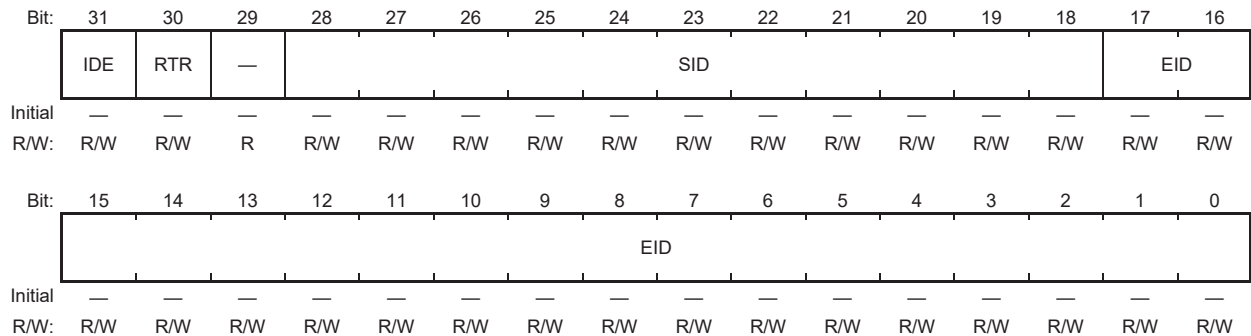 Bit: 31 30 29 28 27 26 25 24 23 22 21 20 19 18 17 16
IDE RTR — SID EID
Initial — — — — — — — — — — — — — — — —
R/W: R/W R/W R R/W R/W R/W R/W R/W R/W R/W R/W R/W R/W R/W R/W R/W
Bit: 15 14 13 12 11 10 9 8 7 6 5 4 3 2 1 0
EID
Initial — — — — — — — — — — — — — — — —
R/W: R/W R/W R/W R/W R/W R/W R/W R/W R/W R/W R/W R/W R/W R/W R/W R/W